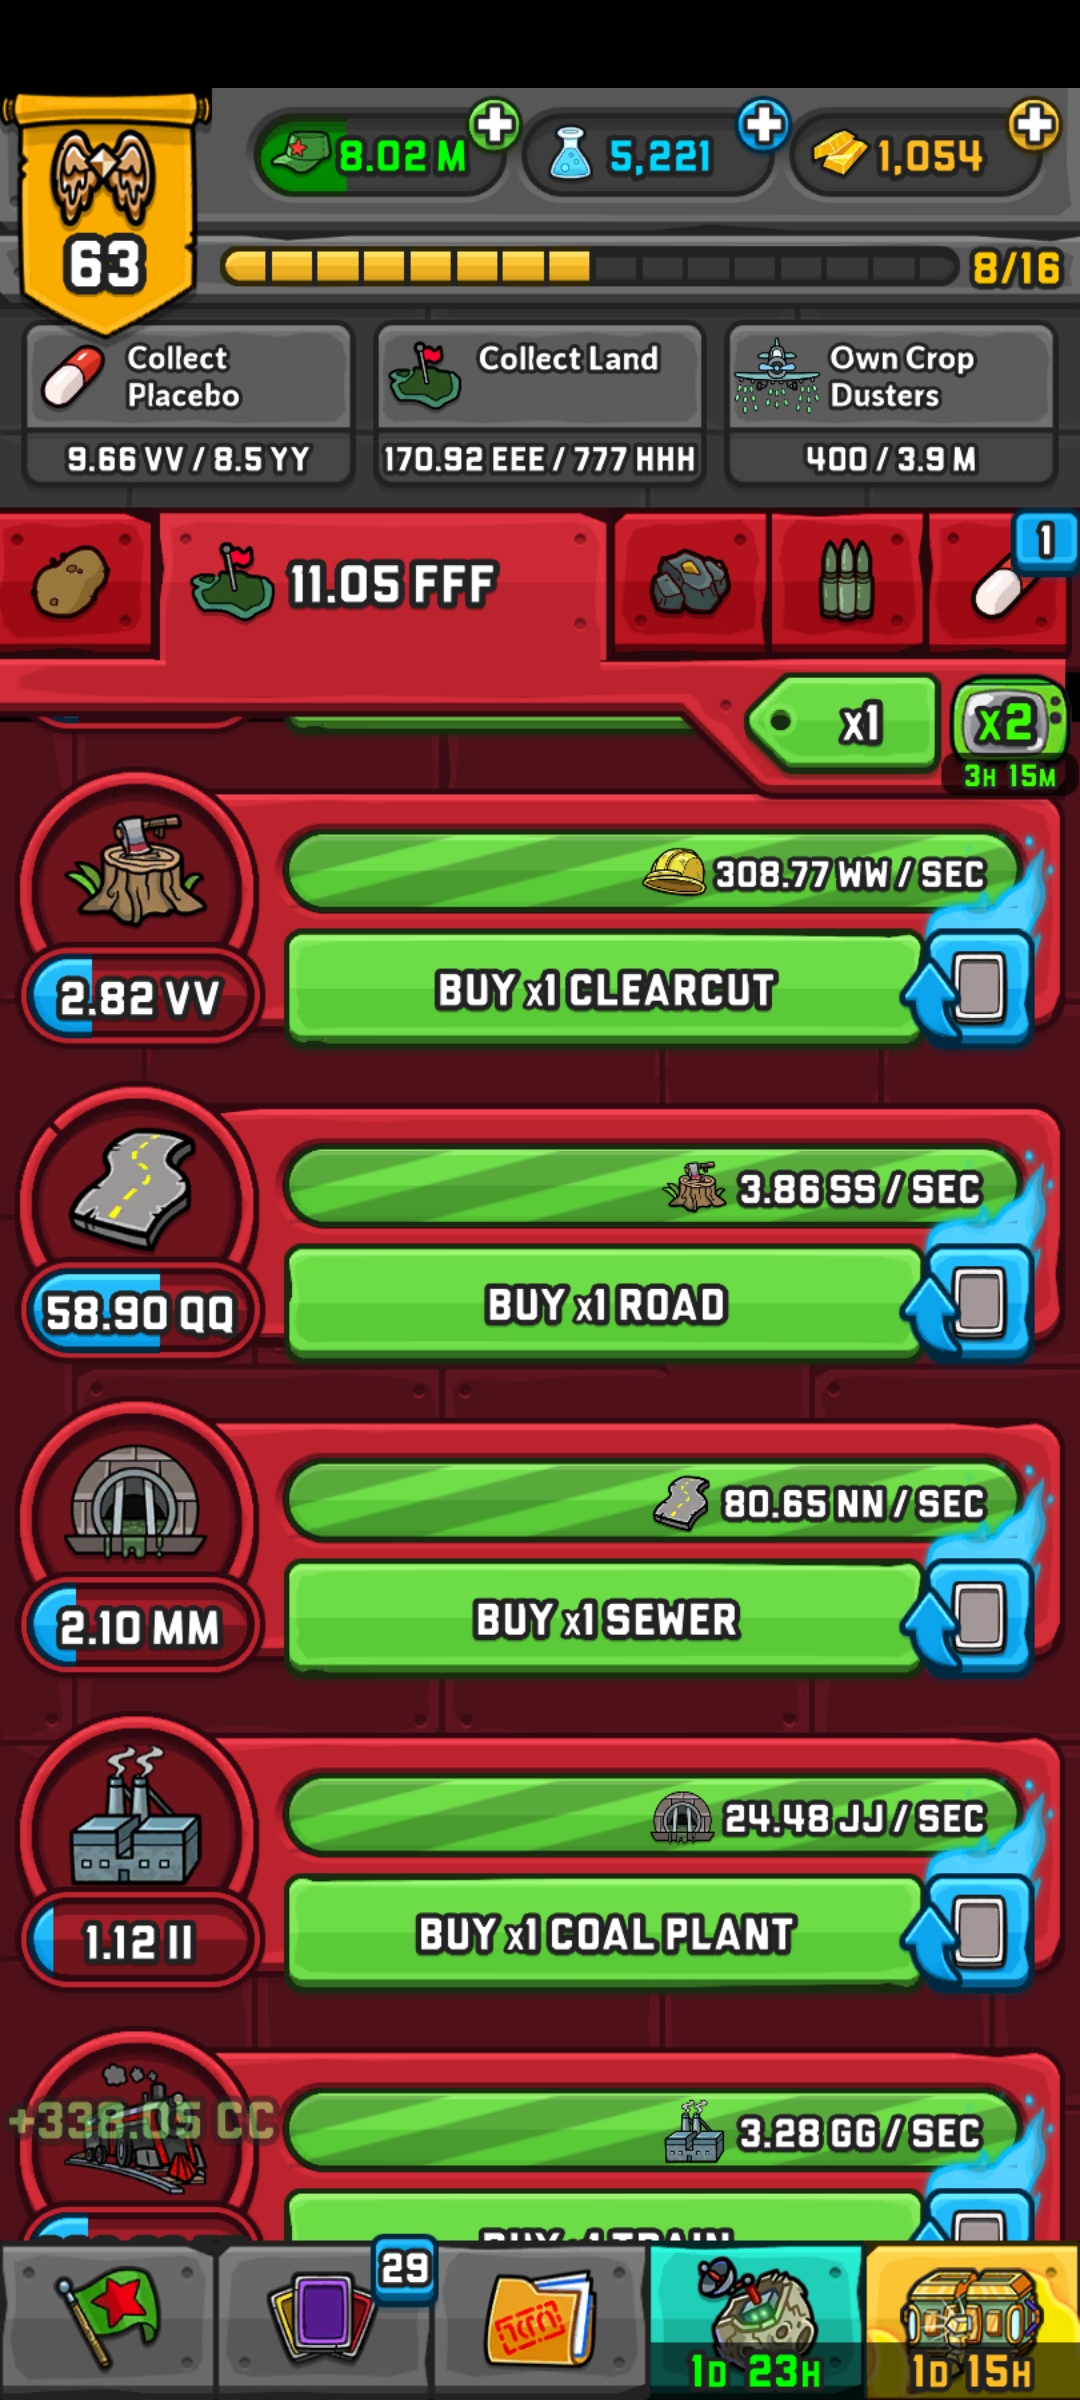 8.02 M
5,221
1,054
63
8/16
Collect
Placebo
9.66 VV / 8.5 YY
Collect Land
170.92 EEE / 777 HHH
Own Crop
Dusters
400 / 3.9 M
11.05 FFF
1
x1
x2
3H 15M
308.77 WW / SEC
2.82 VV
BUY x1 CLEARCUT
3.86 SS / SEC
58.90 QQ
BUY x1 ROAD
80.65 NN / SEC
2.10 MM
BUY x1 SEWER
24.48 JJ / SEC
1.12 II
BUY x1 COAL PLANT
+338.05 CC
3.28 GG / SEC
BUY x1 TRAIN
29
1D 23H
1D 15H